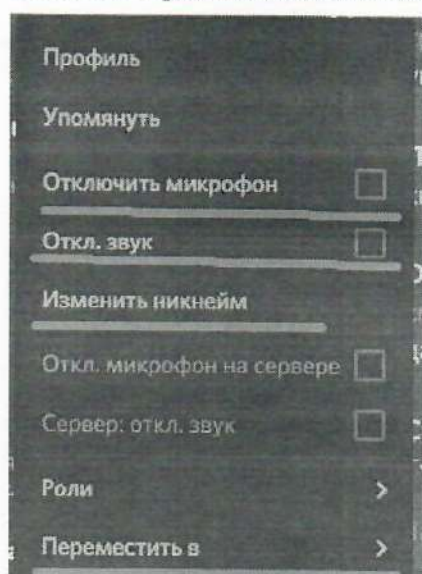 Профиль
Упомянуть
Отключить микрофон
Откл. звук
Изменить никнейм
Откл. микрофон на сервере
Сервер: откл. звук
Роли
Переместить в